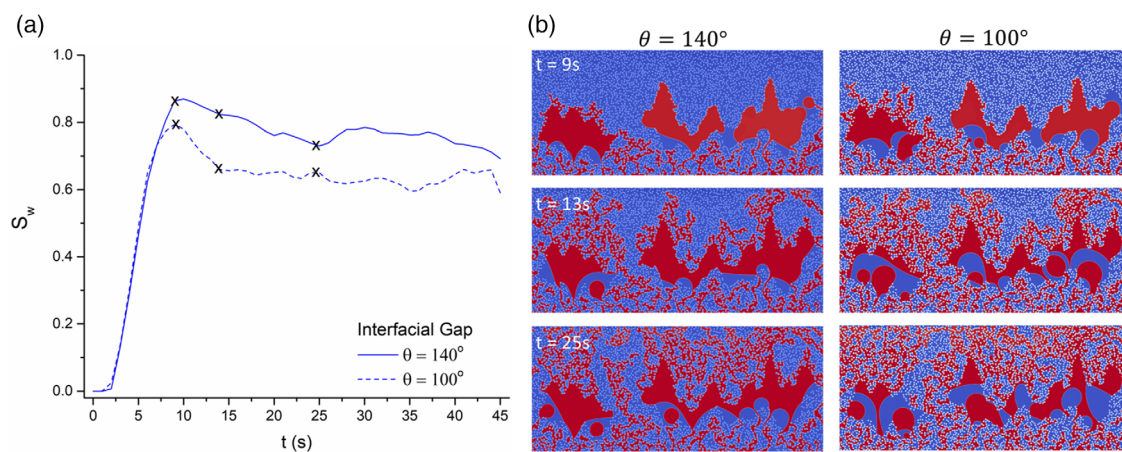 (a)
1.0
0.8
0.6
0.4
0.2
0.0
S_w
0 5 10 15 20 25 30 35 40 45
t (s)
x x x
x x x
Interfacial Gap
θ = 140°
θ = 100°
(b)
θ = 140° θ = 100°
t = 9s
t = 13s
t = 25s